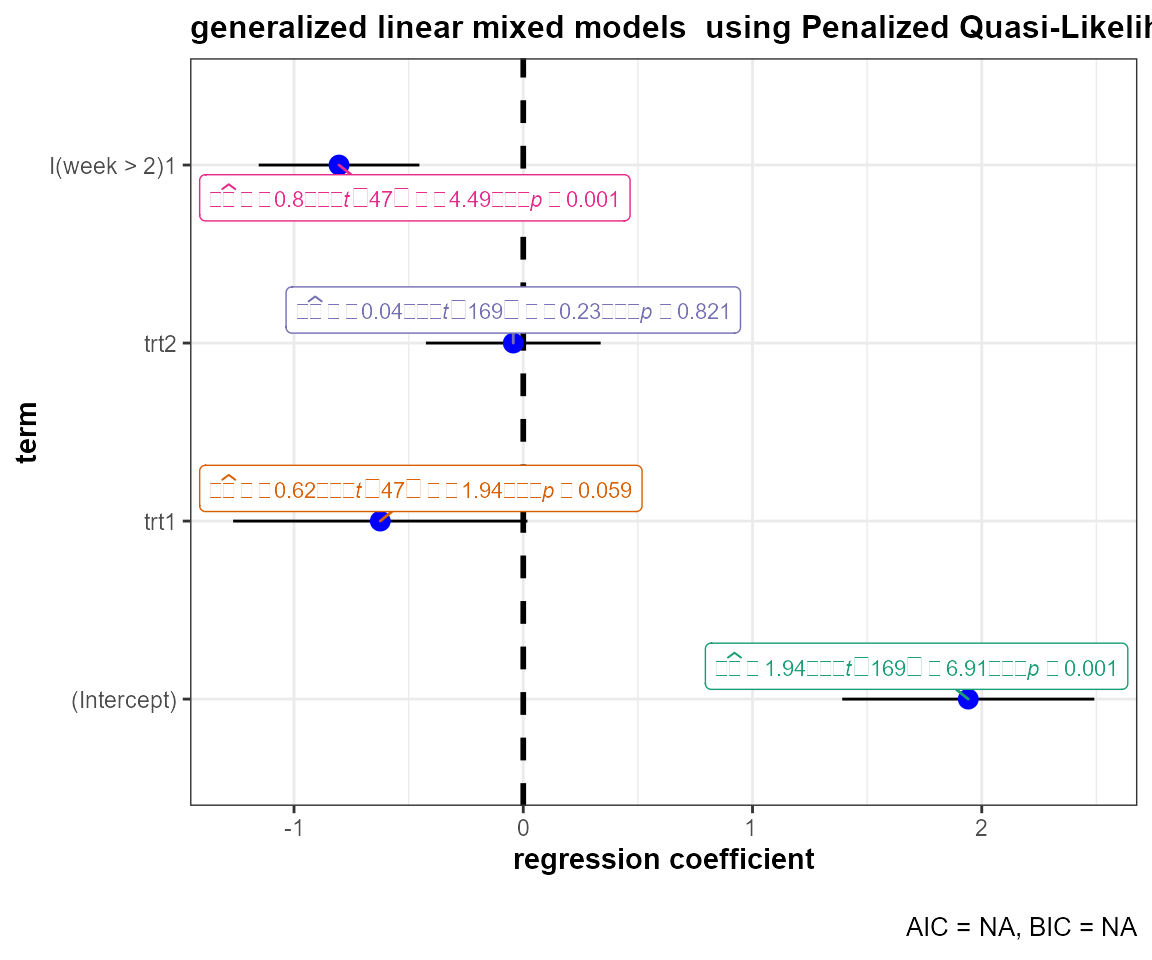 generalized linear mixed models  using Penalized Quasi-Likelih
I(week > 2)1
□̂□ □ □0.8□□□t□47□ □ □4.49□□□p □ 0.001
□̂□ □ □0.04□□□t□169□ □ □0.23□□□p □ 0.821
trt2
□̂□ □ □0.62□□□t□47□ □ □1.94□□□p □ 0.059
trt1
□̂□ □ 1.94□□□t□169□ □ 6.91□□□p □ 0.001
(Intercept)
term
-1 0 1 2
regression coefficient
AIC = NA, BIC = NA